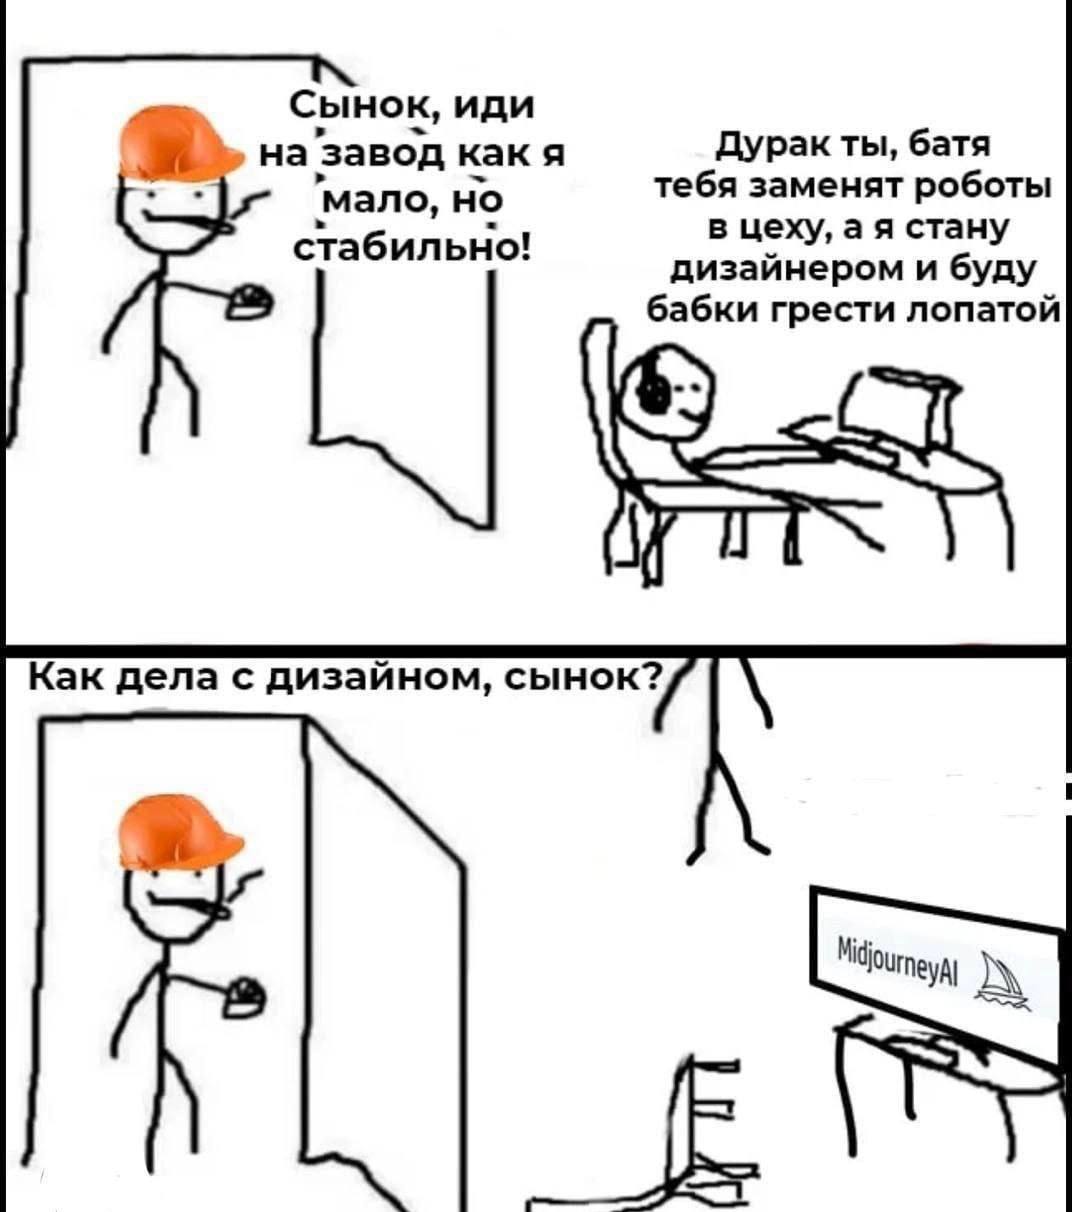 Сынок, иди
на завод как я
мало, но
стабильно!
Дурак ты, батя
тебя заменят роботы
в цеху, а я стану
дизайнером и буду
бабки грести лопатой
Как дела с дизайном, сынок?
MidjourneyAI